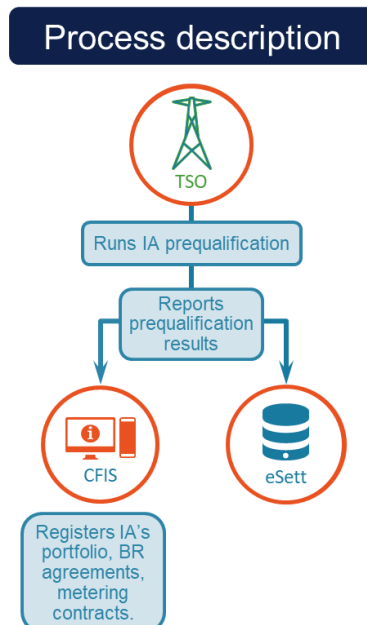 Process description
TSO
Runs IA prequalification
Reports
prequalification
results
CFIS
eSett
Registers IA's
portfolio, BR
agreements,
metering
contracts.